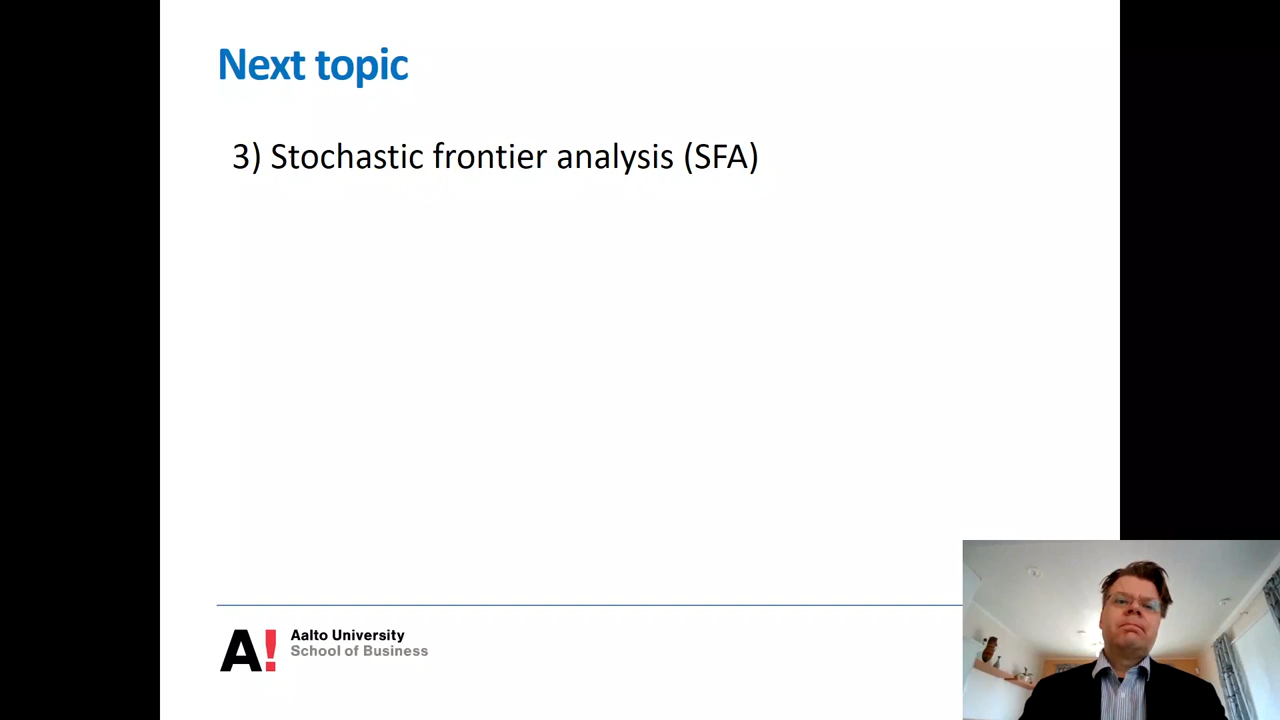 Next topic
3) Stochastic frontier analysis (SFA)
A!
Aalto University
School of Business